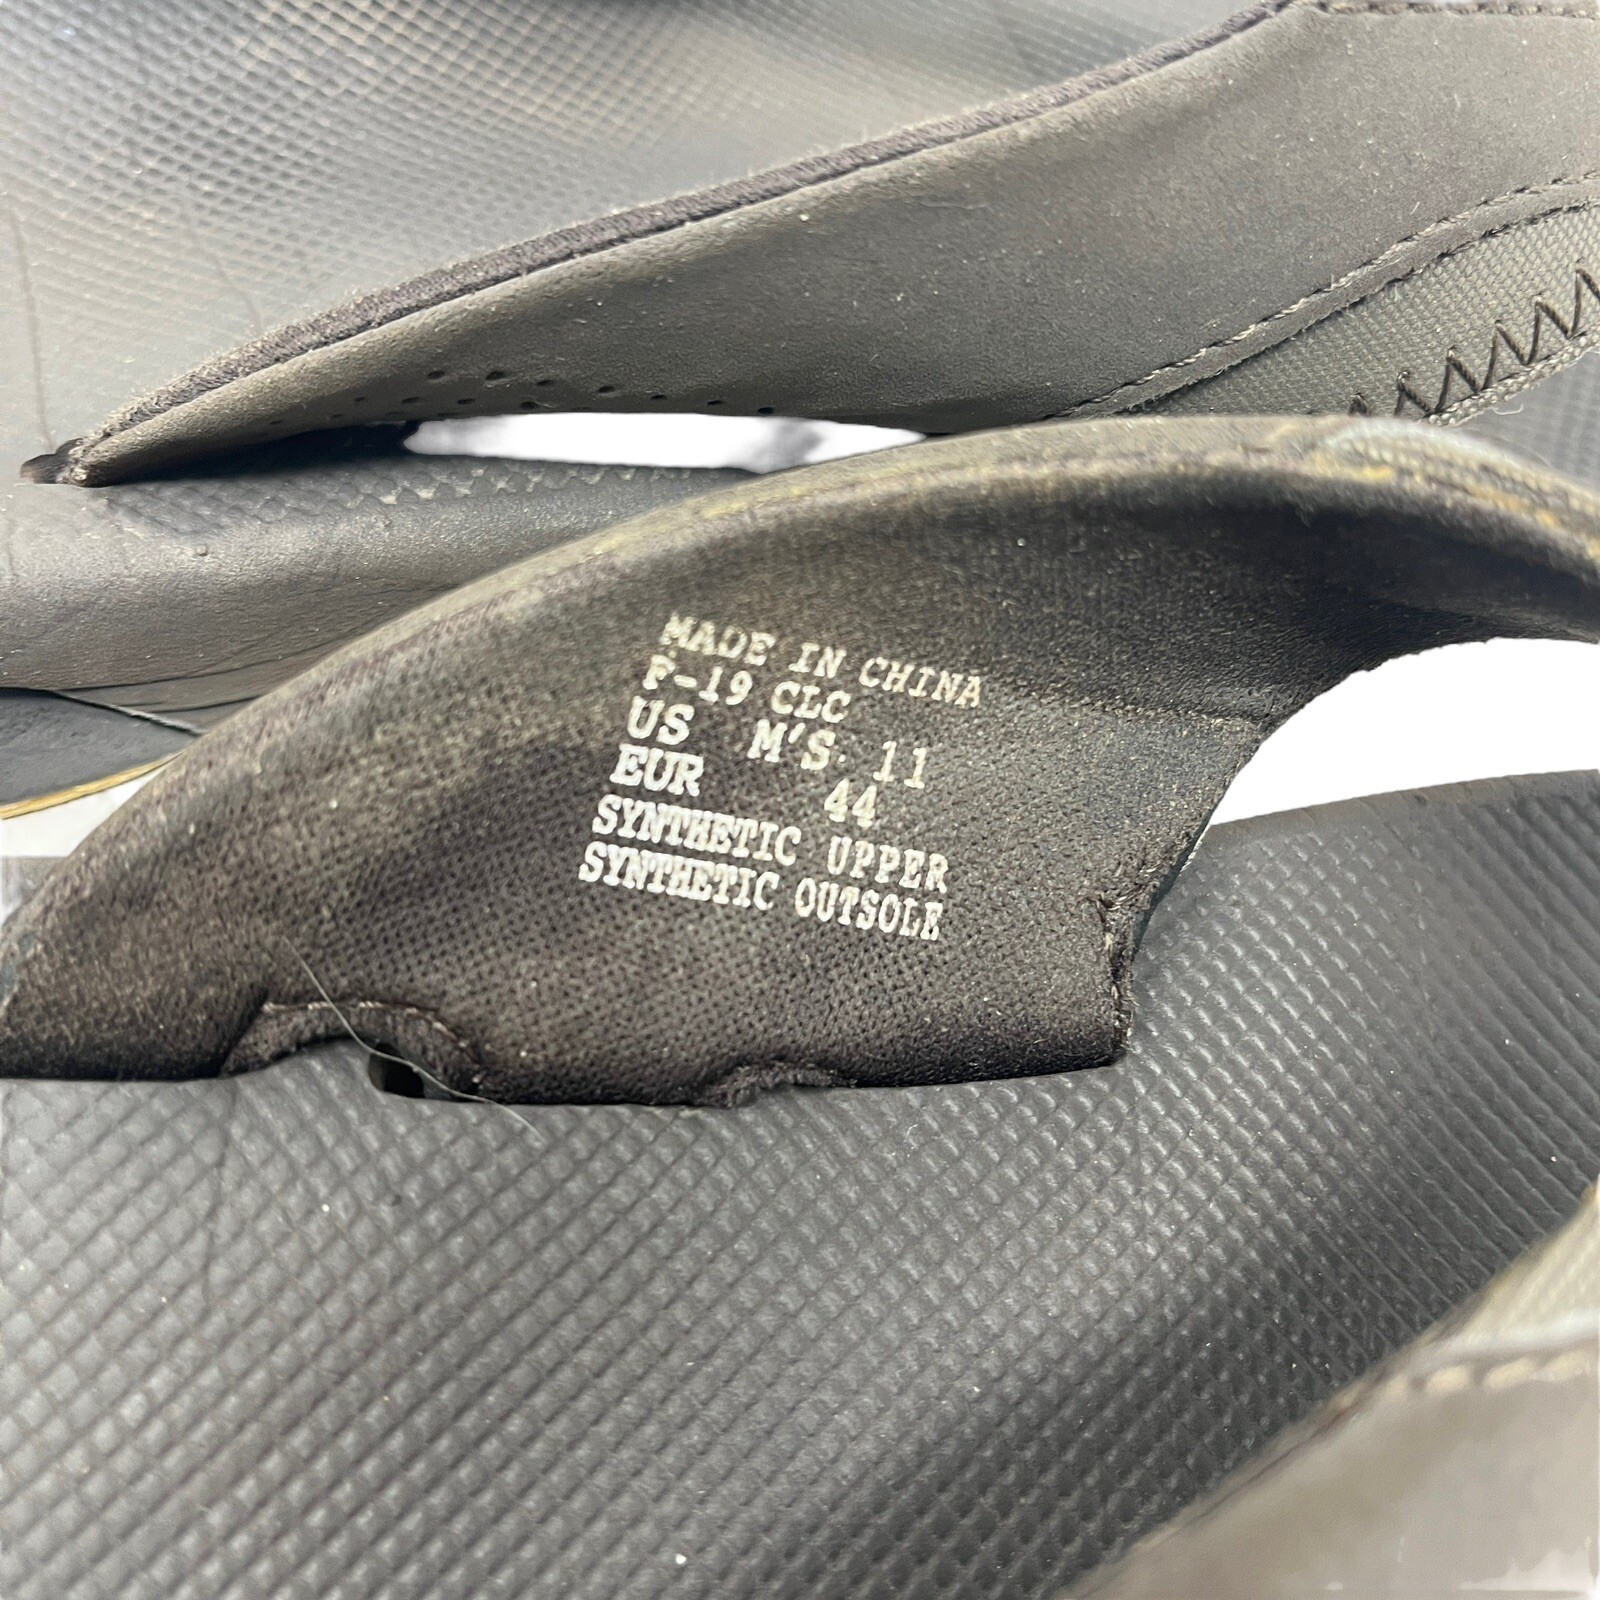 MADE IN CHINA
F-19 CLC
US M'S. 11
EUR 44
SYNTHETIC UPPER
SYNTHETIC OUTSOLE